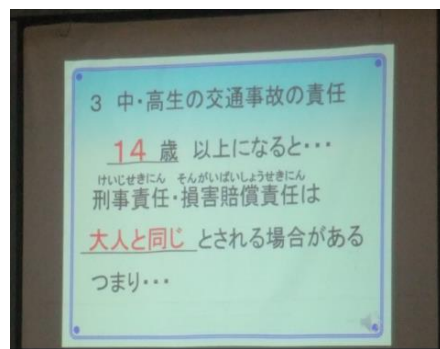 3 中・高生の交通事故の責任
14 歳 以上になると・・・
けいじせきにん そんがいばいしょうせきにん
刑事責任・損害賠償責任は
大人と同じ とされる場合がある
つまり・・・